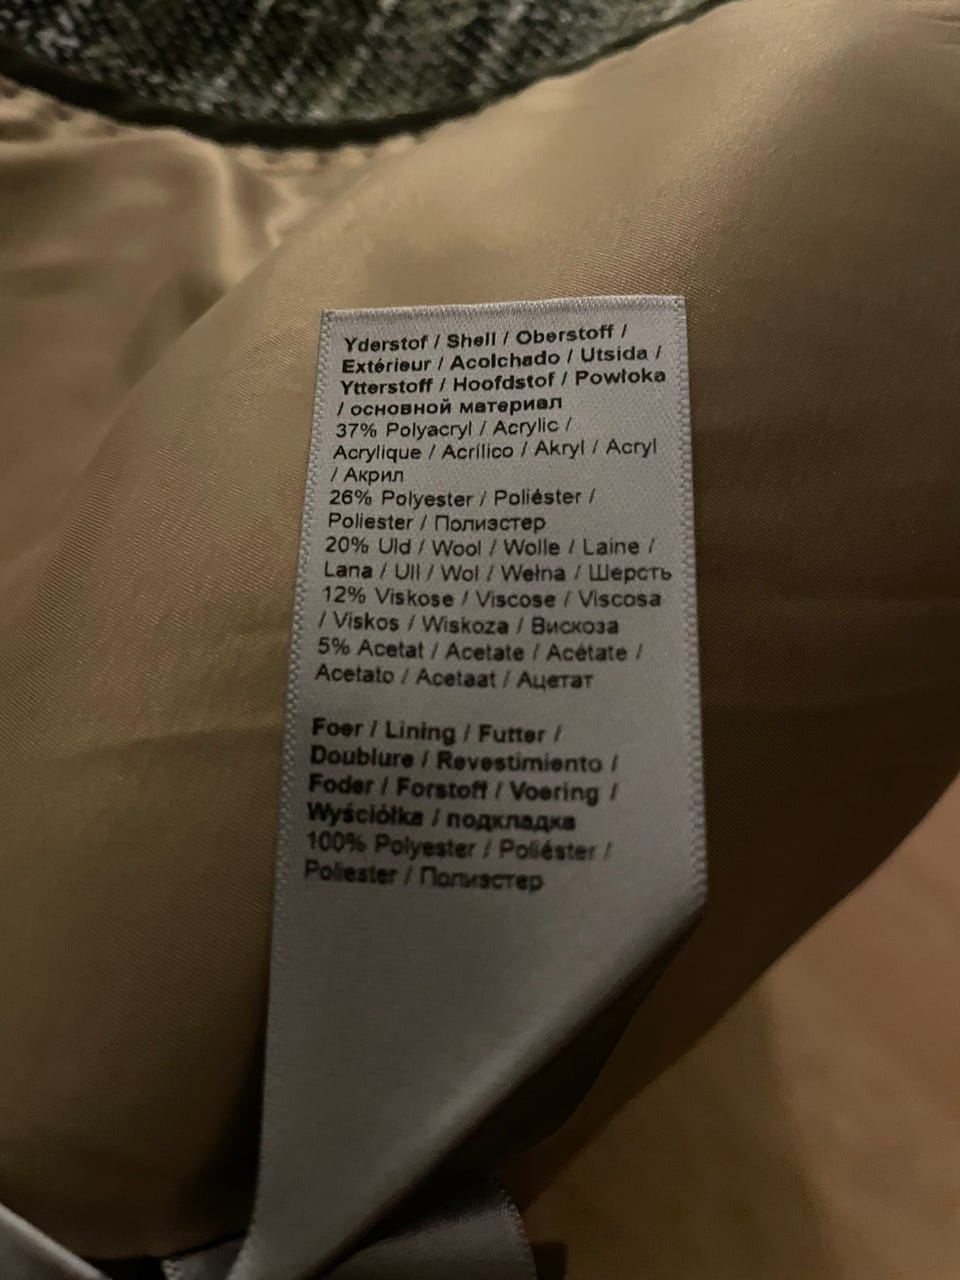 Yderstof / Shell / Oberstoff /
Extérieur / Acolchado / Utsida /
Ytterstoff / Hoofdstof / Powłoka
/ основной материал
37% Polyacryl / Acrylic /
Acrylique / Acrílico / Akryl / Acryl
/ Акрил
26% Polyester / Poliéster /
Poliester / Полиэстер
20% Uld / Wool / Wolle / Laine /
Lana / Ull / Wol / Wełna / Шерсть
12% Viskose / Viscose / Viscosa
/ Viskos / Wiskoza / Вискоза
5% Acetat / Acetate / Acétate /
Acetato / Acetaat / Ацетат
Foer / Lining / Futter /
Doublure / Revestimiento /
Foder / Forstoff / Voering /
Wyściółka / подкладка
100% Polyester / Poliéster /
Poliester / Полиэстер